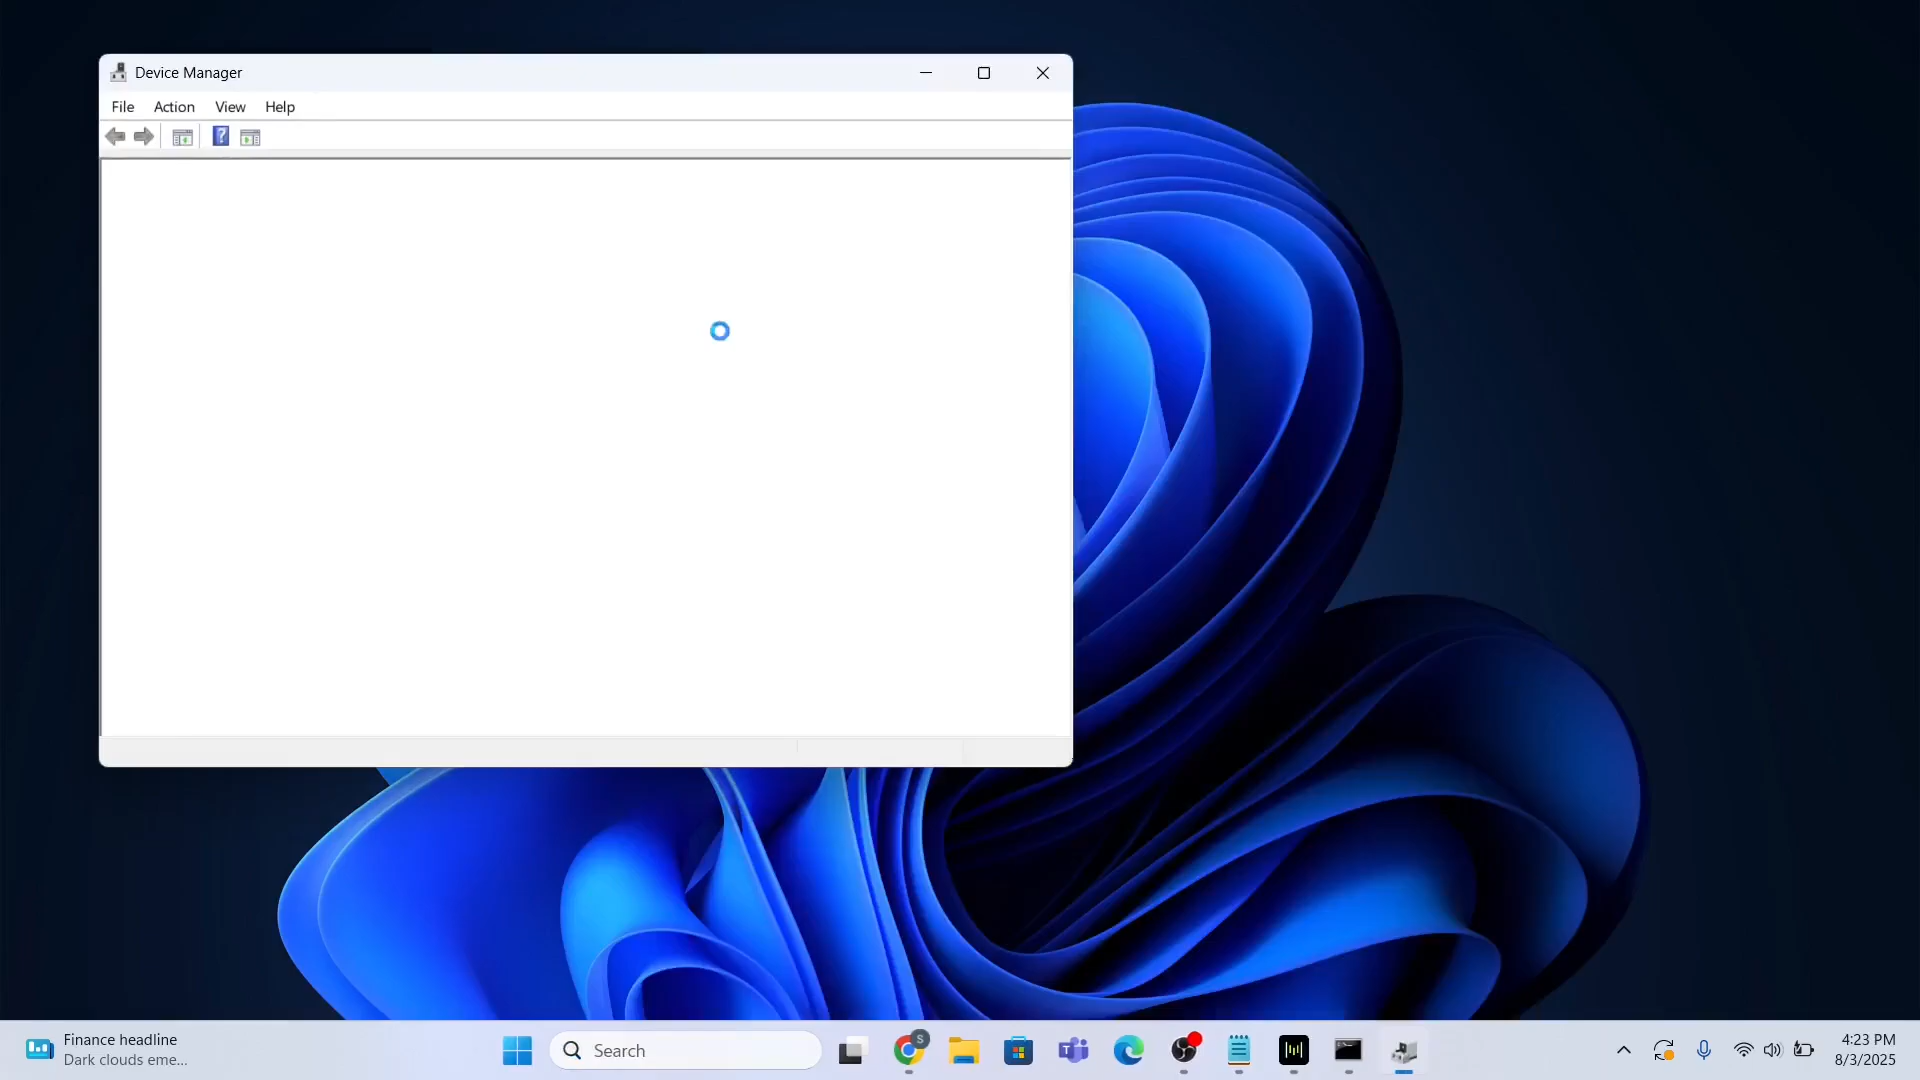 Device Manager
File Action View Help
Finance headline
Dark clouds eme...
Search
S
4:23 PM
8/3/2025